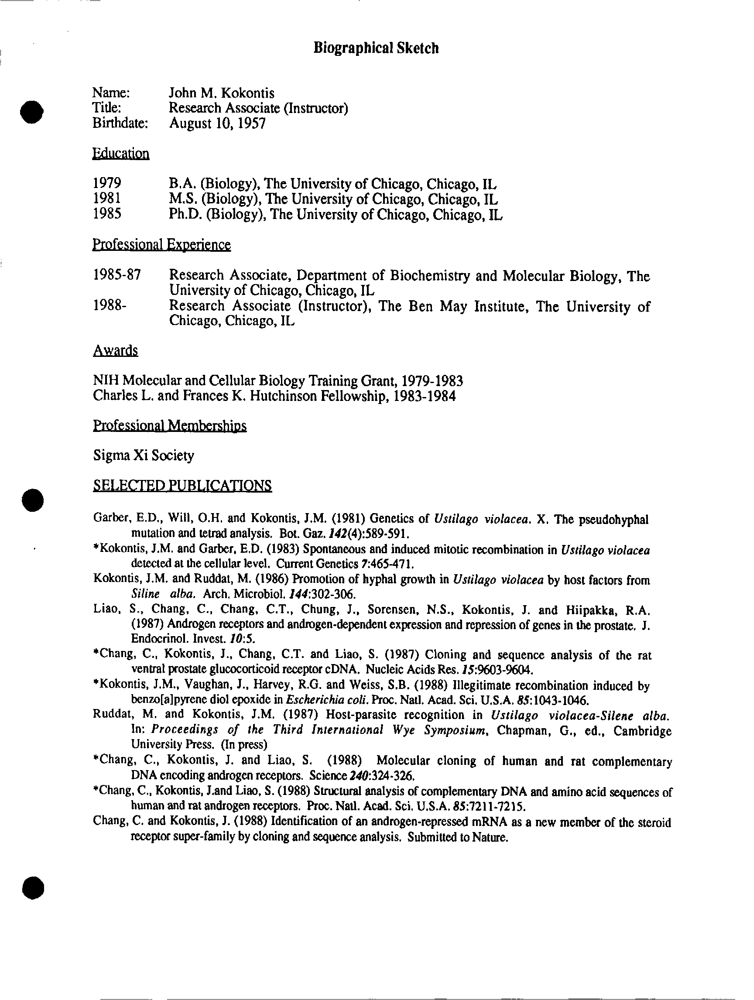 Biographical Sketch
Name: John M. Kokontis
Title: Research Associate (Instructor)
Birthdate: August 10, 1957
Education
1979 B.A. (Biology), The University of Chicago, Chicago, IL
1981 M.S. (Biology), The University of Chicago, Chicago, IL
1985 Ph.D. (Biology), The University of Chicago, Chicago, IL
Professional Experience
1985-87 Research Associate, Department of Biochemistry and Molecular Biology, The
University of Chicago, Chicago, IL
1988- Research Associate (Instructor), The Ben May Institute, The University of
Chicago, Chicago, IL
Awards
NIH Molecular and Cellular Biology Training Grant, 1979-1983
Charles L. and Frances K. Hutchinson Fellowship, 1983-1984
Professional Memberships
Sigma Xi Society
SELECTED PUBLICATIONS
Garber, E.D., Will, O.H. and Kokontis, J.M. (1981) Genetics of Ustilago violacea. X. The pseudohyphal
mutation and tetrad analysis. Bot. Gaz. 142(4):589-591.
*Kokontis, J.M. and Garber, E.D. (1983) Spontaneous and induced mitotic recombination in Ustilago violacea
detected at the cellular level. Current Genetics 7:465-471.
Kokontis, J.M. and Ruddat, M. (1986) Promotion of hyphal growth in Ustilago violacea by host factors from
Siline alba. Arch. Microbiol. 144:302-306.
Liao, S., Chang, C., Chang, C.T., Chung, J., Sorensen, N.S., Kokontis, J. and Hiipakka, R.A.
(1987) Androgen receptors and androgen-dependent expression and repression of genes in the prostate. J.
Endocrinol. Invest. 10:5.
*Chang, C., Kokontis, J., Chang, C.T. and Liao, S. (1987) Cloning and sequence analysis of the rat
ventral prostate glucocorticoid receptor cDNA. Nucleic Acids Res. 15:9603-9604.
*Kokontis, J.M., Vaughan, J., Harvey, R.G. and Weiss, S.B. (1988) Illegitimate recombination induced by
benzo[a]pyrene diol epoxide in Escherichia coli. Proc. Natl. Acad. Sci. U.S.A. 85:1043-1046.
Ruddat, M. and Kokontis, J.M. (1987) Host-parasite recognition in Ustilago violacea-Silene alba.
In: Proceedings of the Third International Wye Symposium, Chapman, G., ed., Cambridge
University Press. (In press)
*Chang, C., Kokontis, J. and Liao, S. (1988) Molecular cloning of human and rat complementary
DNA encoding androgen receptors. Science 240:324-326.
*Chang, C., Kokontis, J.and Liao, S. (1988) Structural analysis of complementary DNA and amino acid sequences of
human and rat androgen receptors. Proc. Natl. Acad. Sci. U.S.A. 85:7211-7215.
Chang, C. and Kokontis, J. (1988) Identification of an androgen-repressed mRNA as a new member of the steroid
receptor super-family by cloning and sequence analysis. Submitted to Nature.